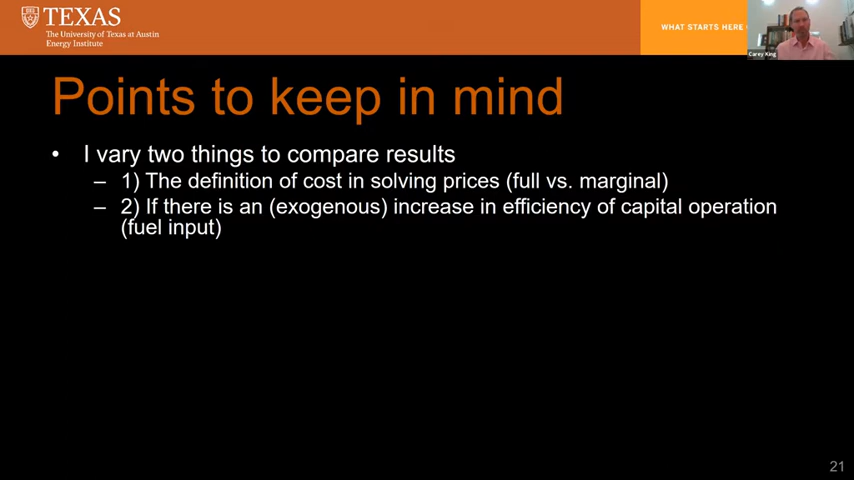 TEXAS
The University of Texas at Austin
Energy Institute
WHAT STARTS HERE
Carey King
Points to keep in mind
• I vary two things to compare results
– 1) The definition of cost in solving prices (full vs. marginal)
– 2) If there is an (exogenous) increase in efficiency of capital operation
(fuel input)
21